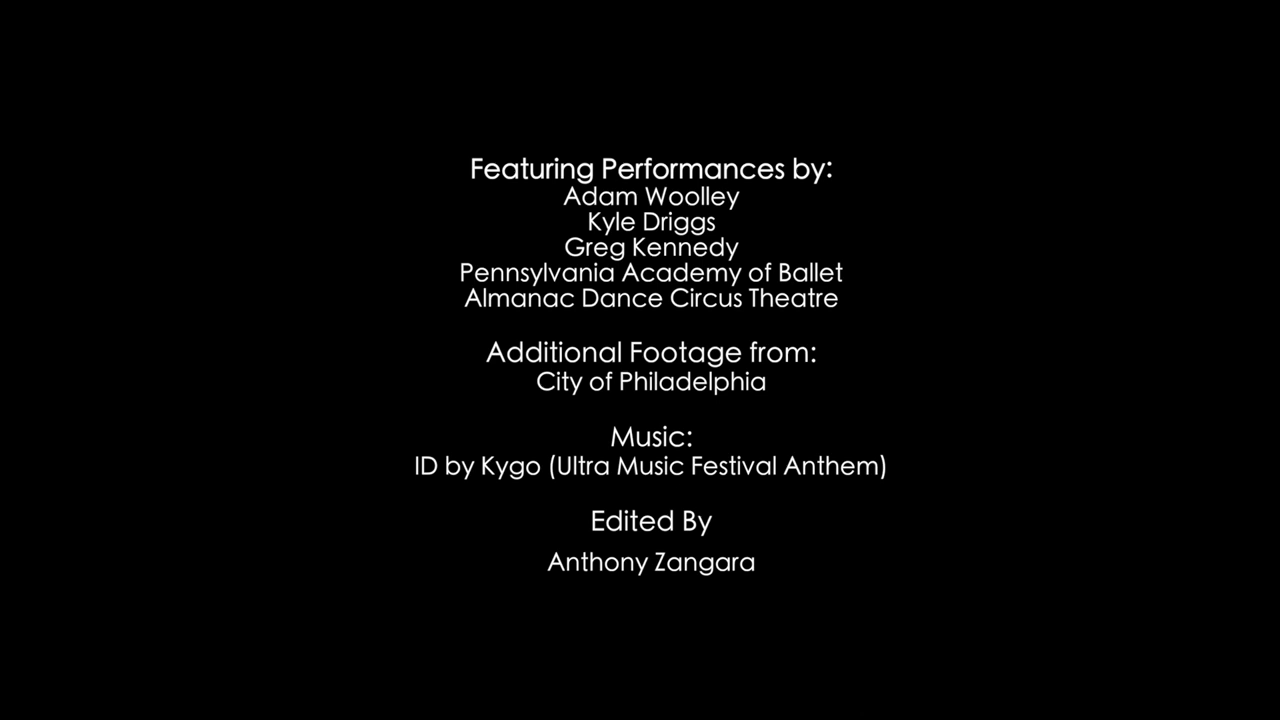 Featuring Performances by:
Adam Woolley
Kyle Driggs
Greg Kennedy
Pennsylvania Academy of Ballet
Almanac Dance Circus Theatre
Additional Footage from:
City of Philadelphia
Music:
ID by Kygo (Ultra Music Festival Anthem)
Edited By
Anthony Zangara